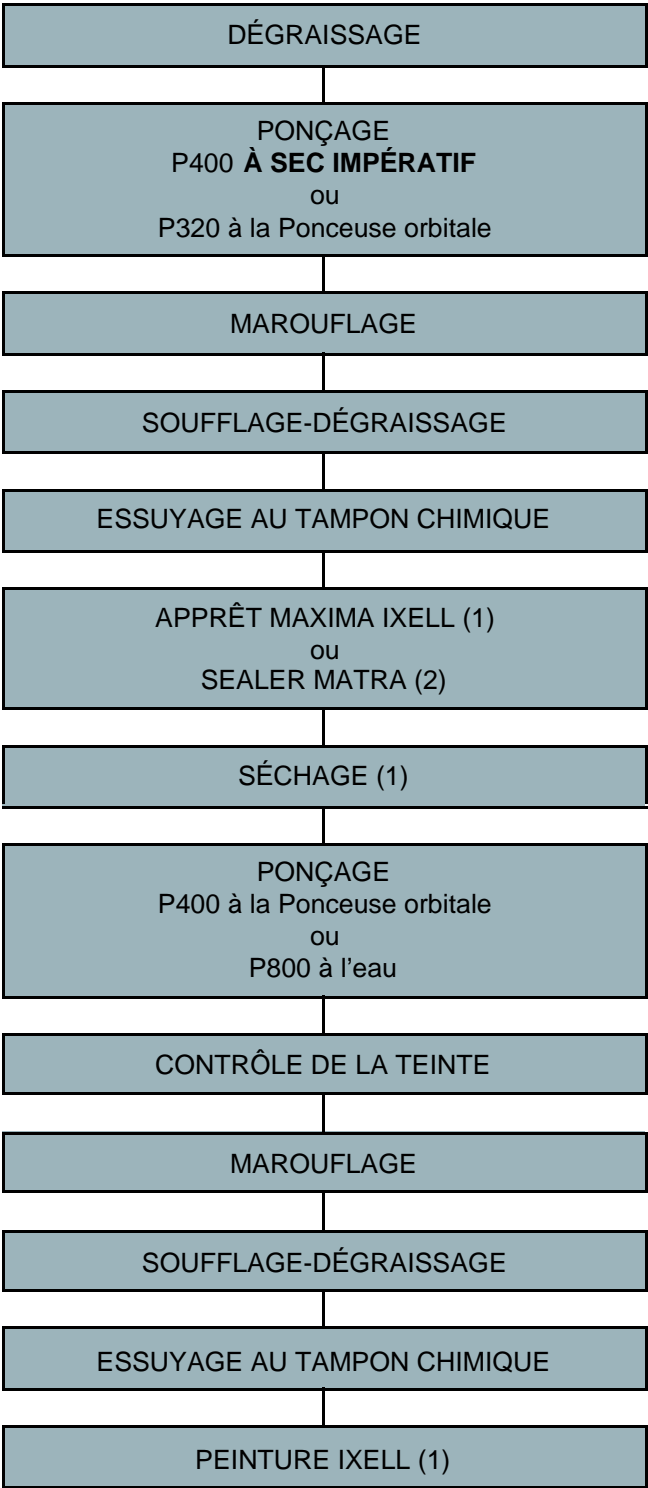 DÉGRAISSAGE
PONÇAGE
P400 À SEC IMPÉRATIF
ou
P320 à la Ponceuse orbitale
MAROUFLAGE
SOUFFLAGE-DÉGRAISSAGE
ESSUYAGE AU TAMPON CHIMIQUE
APPRÊT MAXIMA IXELL (1)
ou
SEALER MATRA (2)
SÉCHAGE (1)
PONÇAGE
P400 à la Ponceuse orbitale
ou
P800 à l'eau
CONTRÔLE DE LA TEINTE
MAROUFLAGE
SOUFFLAGE-DÉGRAISSAGE
ESSUYAGE AU TAMPON CHIMIQUE
PEINTURE IXELL (1)